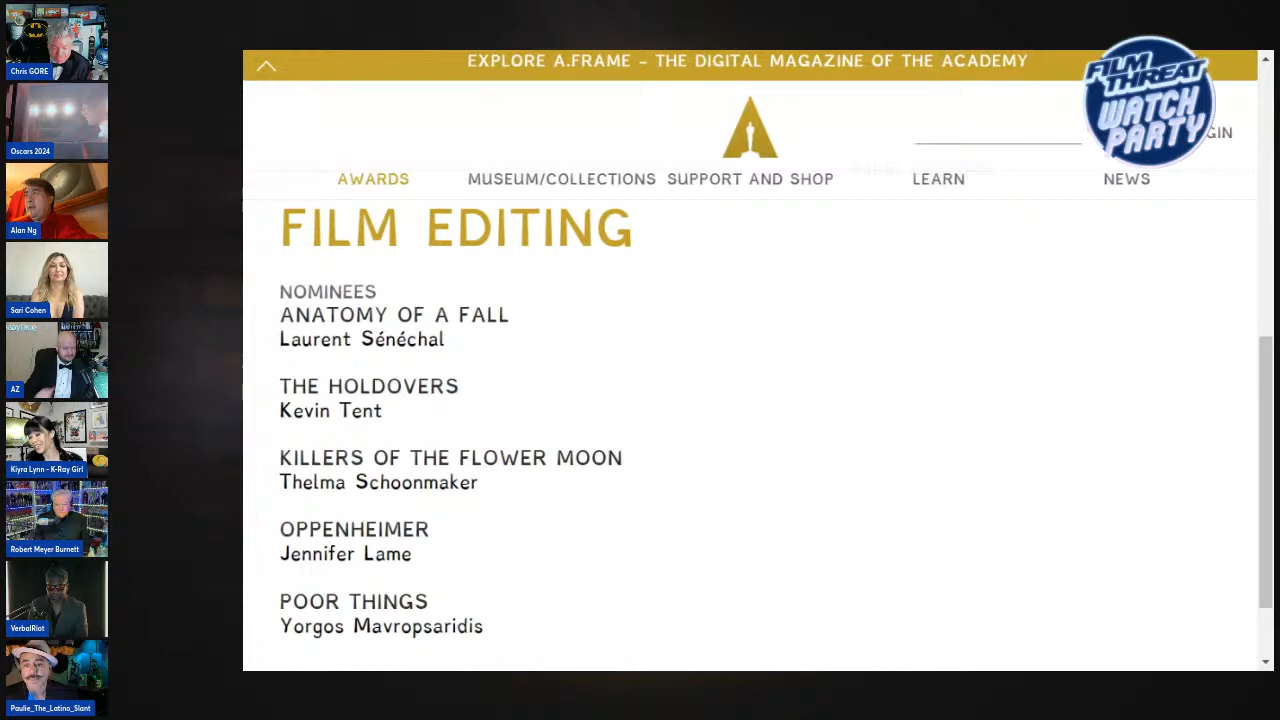 Chris GORE
Oscars 2024
Alan Ng
Sari Cohen
AZ
Kiyra Lynn - K-Ray Girl
Robert Meyer Burnett
VerbalRiot
Paulie_The_Latino_Slant
EXPLORE A.FRAME – THE DIGITAL MAGAZINE OF THE ACADEMY
FILM THREAT
WATCH
PARTY
GIN
AWARDS MUSEUM/COLLECTIONS SUPPORT AND SHOP LEARN NEWS
FILM EDITING
NOMINEES
ANATOMY OF A FALL
Laurent Sénéchal
THE HOLDOVERS
Kevin Tent
KILLERS OF THE FLOWER MOON
Thelma Schoonmaker
OPPENHEIMER
Jennifer Lame
POOR THINGS
Yorgos Mavropsaridis